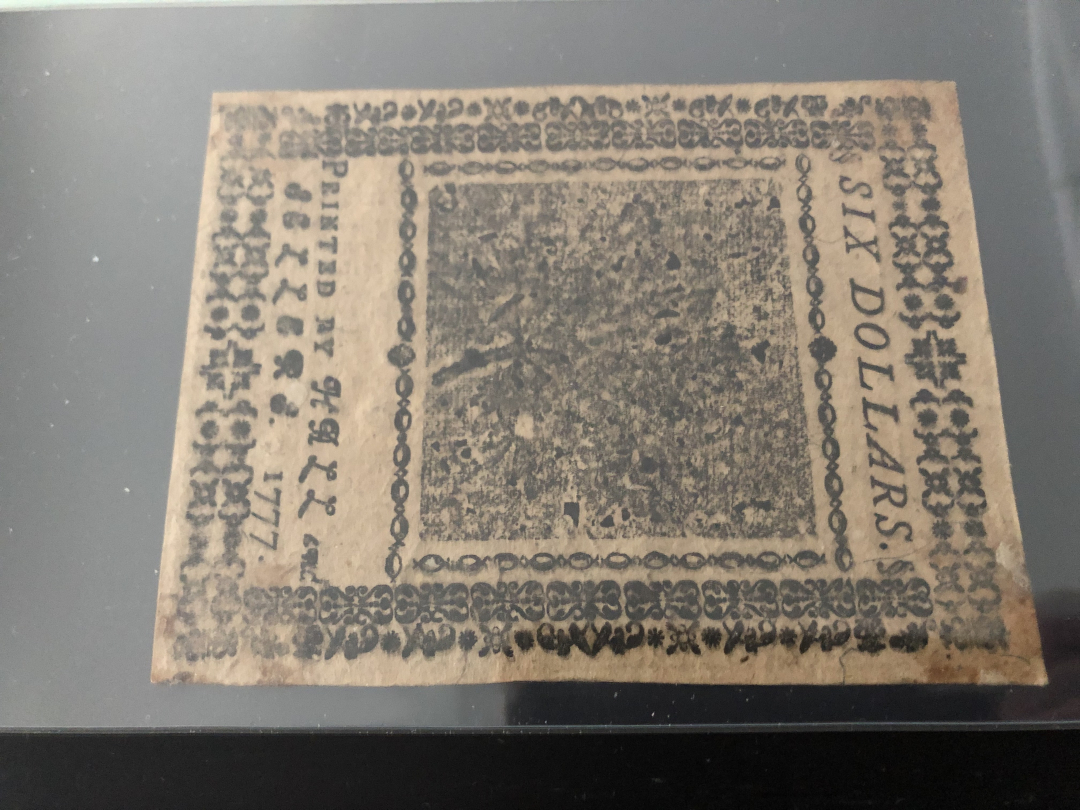 SIX DOLLARS.
PRINTED BY HALL and
SELLERS. 1777.